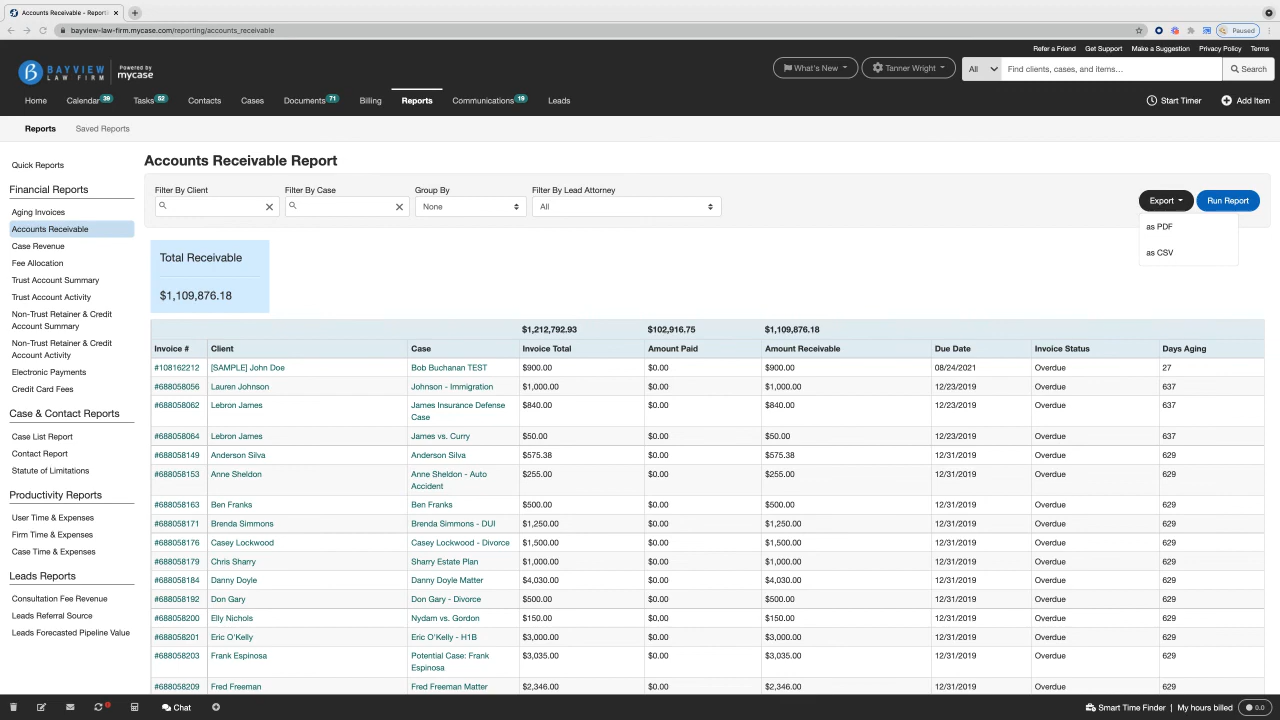 Accounts Receivable - Reporti
bayview-law-firm.mycase.com/reporting/accounts_receivable
Paused
Refer a Friend Get Support Make a Suggestion Privacy Policy Terms
BAYVIEW LAW FIRM Powered by mycase
What's New Tanner Wright All Find clients, cases, and items… Search
Home Calendar 39 Tasks 52 Contacts Cases Documents 71 Billing Reports Communications 19 Leads Start Timer Add Item
Reports Saved Reports
Quick Reports
Financial Reports
Aging Invoices
Accounts Receivable
Case Revenue
Fee Allocation
Trust Account Summary
Trust Account Activity
Non-Trust Retainer & Credit
Account Summary
Non-Trust Retainer & Credit
Account Activity
Electronic Payments
Credit Card Fees
Case & Contact Reports
Case List Report
Contact Report
Statute of Limitations
Productivity Reports
User Time & Expenses
Firm Time & Expenses
Case Time & Expenses
Leads Reports
Consultation Fee Revenue
Leads Referral Source
Leads Forecasted Pipeline Value
Accounts Receivable Report
Filter By Client Filter By Case Group By Filter By Lead Attorney
None All Export Run Report
as PDF
as CSV
Total Receivable
$1,109,876.18
$1,212,792.93 $102,916.75 $1,109,876.18
Invoice # Client Case Invoice Total Amount Paid Amount Receivable Due Date Invoice Status Days Aging
#108162212 [SAMPLE] John Doe Bob Buchanan TEST $900.00 $0.00 $900.00 08/24/2021 Overdue 27
#688058056 Lauren Johnson Johnson - Immigration $1,000.00 $0.00 $1,000.00 12/23/2019 Overdue 637
#688058062 Lebron James James Insurance Defense $840.00 $0.00 $840.00 12/23/2019 Overdue 637
Case
#688058064 Lebron James James vs. Curry $50.00 $0.00 $50.00 12/23/2019 Overdue 637
#688058149 Anderson Silva Anderson Silva $575.38 $0.00 $575.38 12/31/2019 Overdue 629
#688058153 Anne Sheldon Anne Sheldon - Auto $255.00 $0.00 $255.00 12/31/2019 Overdue 629
Accident
#688058163 Ben Franks Ben Franks $500.00 $0.00 $500.00 12/31/2019 Overdue 629
#688058171 Brenda Simmons Brenda Simmons - DUI $1,250.00 $0.00 $1,250.00 12/31/2019 Overdue 629
#688058176 Casey Lockwood Casey Lockwood - Divorce $1,500.00 $0.00 $1,500.00 12/31/2019 Overdue 629
#688058179 Chris Sharry Sharry Estate Plan $1,000.00 $0.00 $1,000.00 12/31/2019 Overdue 629
#688058184 Danny Doyle Danny Doyle Matter $4,030.00 $0.00 $4,030.00 12/31/2019 Overdue 629
#688058192 Don Gary Don Gary - Divorce $500.00 $0.00 $500.00 12/31/2019 Overdue 629
#688058200 Elly Nichols Nydam vs. Gordon $150.00 $0.00 $150.00 12/31/2019 Overdue 629
#688058201 Eric O'Kelly Eric O'Kelly - H1B $3,000.00 $0.00 $3,000.00 12/31/2019 Overdue 629
#688058203 Frank Espinosa Potential Case: Frank $3,035.00 $0.00 $3,035.00 12/31/2019 Overdue 629
Espinosa
#688058209 Fred Freeman Fred Freeman Matter $2,346.00 $0.00 $2,346.00 12/31/2019 Overdue 629
Chat Smart Time Finder My hours billed 0.0